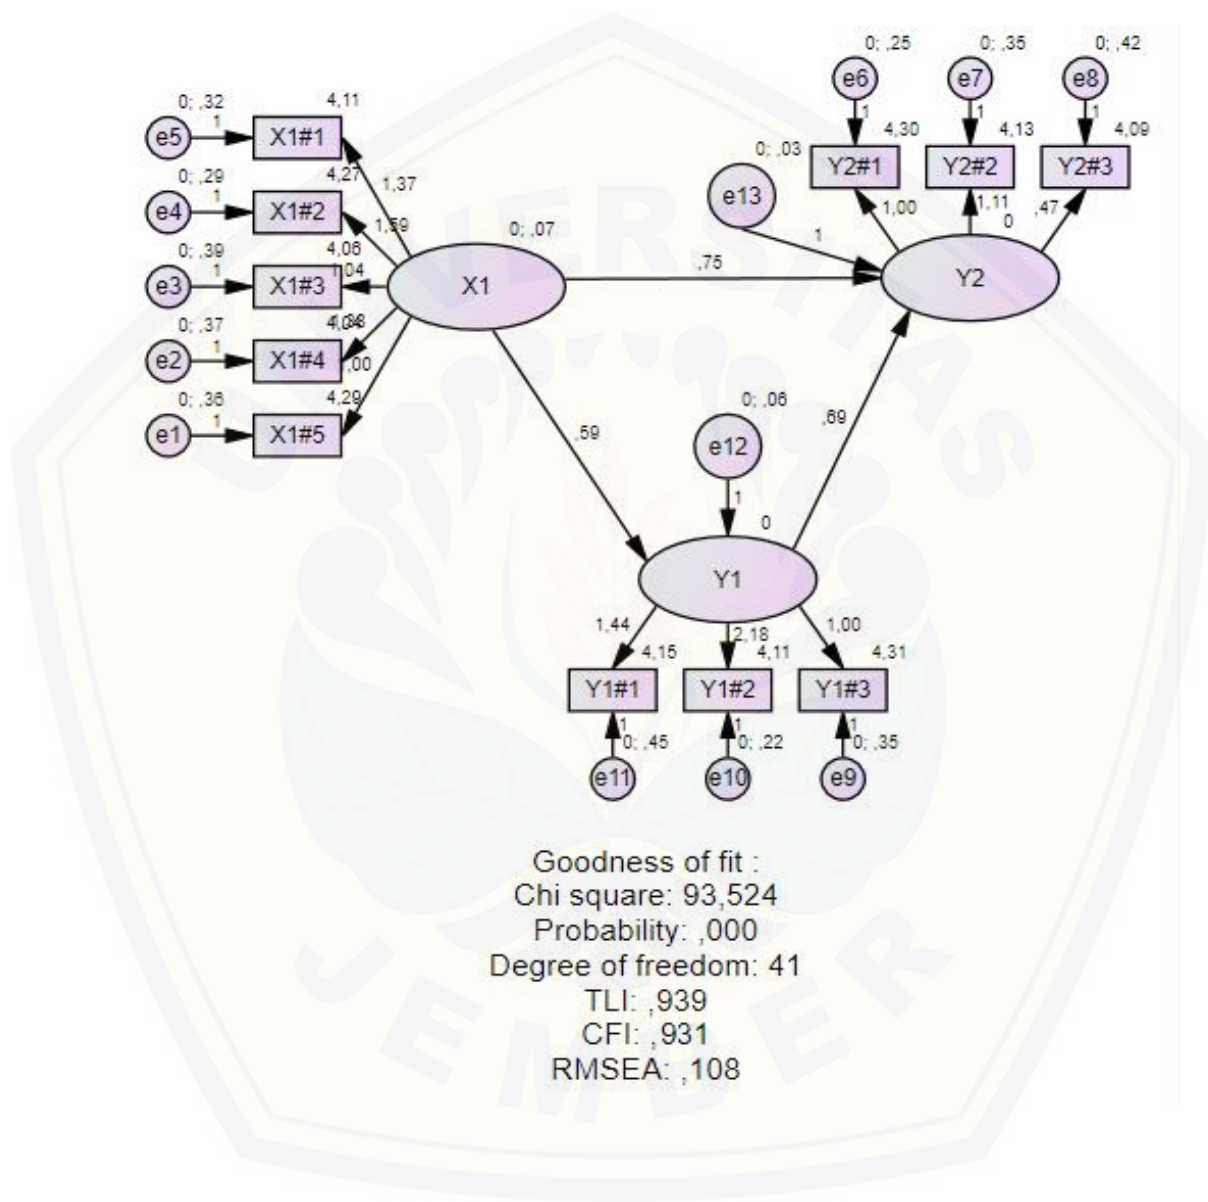 0; ,25
0; ,35
0; ,42
e6
e7
e8
1
1
1
4,30
4,13
4,09
Y2#1
Y2#2
Y2#3
1,00
1,11
,47
0
Y2
0; ,03
e13
1
0; ,32
4,11
e5
1
X1#1
1,37
0; ,29
4,27
e4
1
X1#2
1,59
0; ,39
4,06
e3
1
X1#3
1,04
0; ,37
e2
1
X1#4
0; ,36
4,29
e1
1
X1#5
0; ,07
X1
,75
,59
,69
0; ,06
e12
1
0
Y1
1,44
2,18
1,00
4,15
4,11
4,31
Y1#1
Y1#2
Y1#3
1
1
1
0; ,45
0; ,22
0; ,35
e11
e10
e9
Goodness of fit :
Chi square: 93,524
Probability: ,000
Degree of freedom: 41
TLI: ,939
CFI: ,931
RMSEA: ,108
UNIVERSITAS
JEMBER